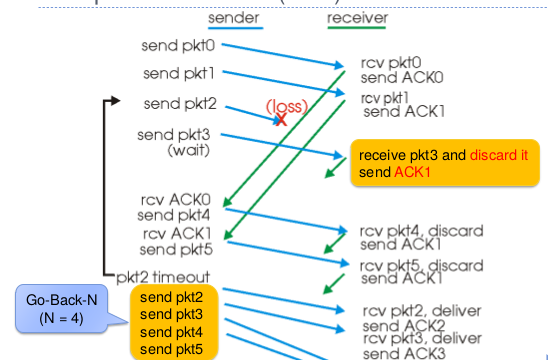 sender
receiver
send pkt0
send pkt1
send pkt2
send pkt3
(wait)
(loss)
X
rcv pkt0
send ACK0
rcv pkt1
send ACK1
receive pkt3 and discard it
send ACK1
rcv ACK0
send pkt4
rcv ACK1
send pkt5
rcv pkt4, discard
send ACK1
rcv pkt5, discard
send ACK1
pkt2 timeout
Go-Back-N
(N = 4)
send pkt2
send pkt3
send pkt4
send pkt5
rcv pkt2, deliver
send ACK2
rcv pkt3, deliver
send ACK3